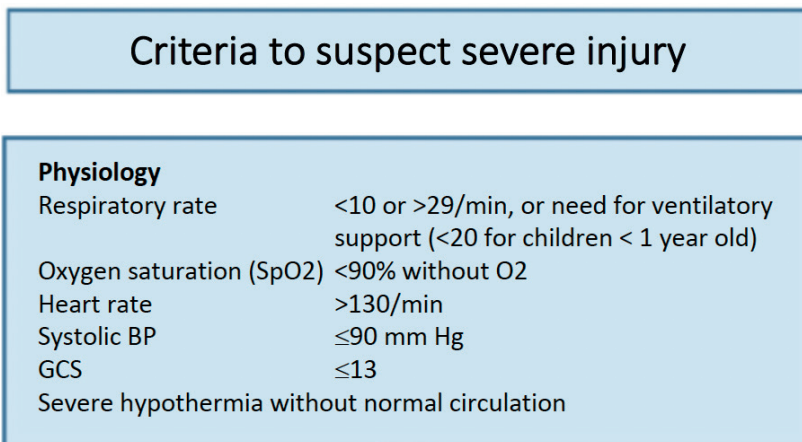 Criteria to suspect severe injury
Physiology
Respiratory rate <10 or >29/min, or need for ventilatory
support (<20 for children < 1 year old)
Oxygen saturation (SpO2) <90% without O2
Heart rate >130/min
Systolic BP ≤90 mm Hg
GCS ≤13
Severe hypothermia without normal circulation